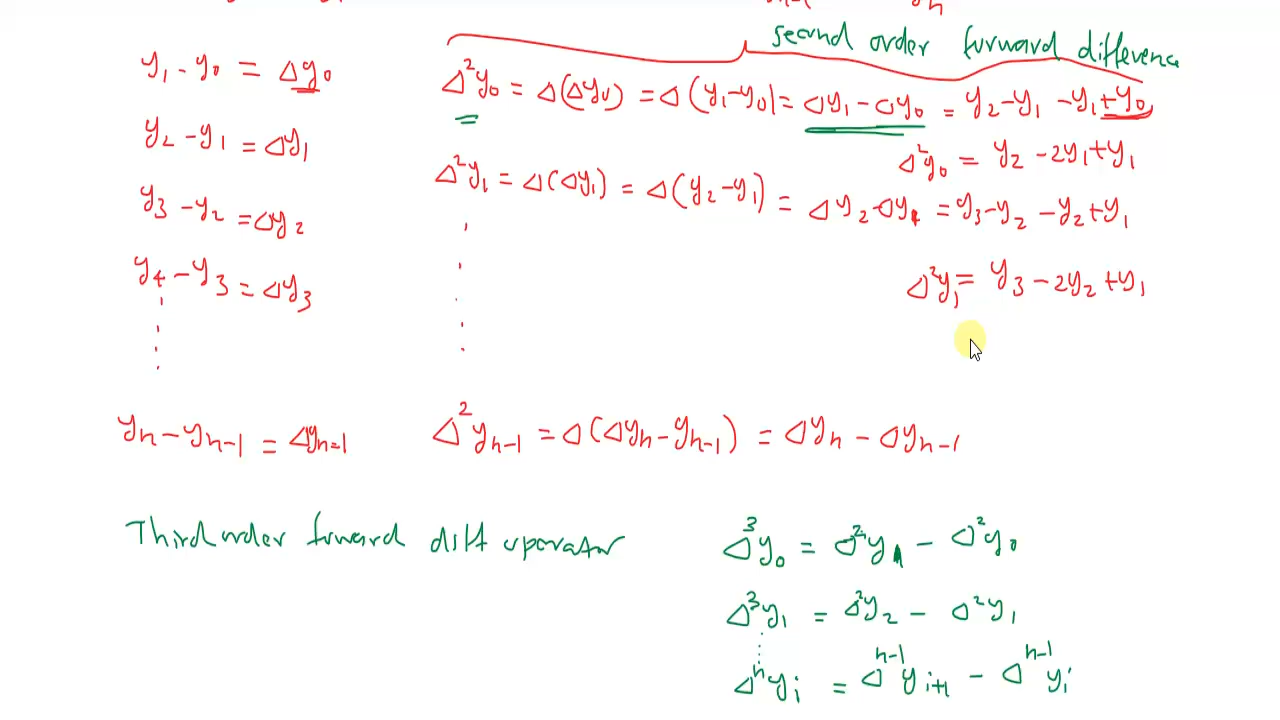 second order forward difference
y₁ - y₀ = Δy₀
Δ²y₀ = Δ(Δy₀) = Δ(y₁-y₀) = Δy₁ - Δy₀ = y₂-y₁ -y₁+y₀
y₂ - y₁ = Δy₁
Δ²y₀ = y₂ -2y₁+y₁
Δ²y₁ = Δ(Δy₁) = Δ(y₂-y₁) = Δy₂-Δy₁ = y₃-y₂ -y₂+y₁
y₃ - y₂ = Δy₂
y₄ - y₃ = Δy₃
Δ²y₁ = y₃ -2y₂ +y₁
yₙ - yₙ₋₁ = Δyₙ₋₁
Δ²yₙ₋₁ = Δ(Δyₙ - yₙ₋₁) = Δyₙ - Δyₙ₋₁
Third order forward diff operator
Δ³y₀ = Δ²y₁ - Δ²y₀
Δ³y₁ = Δ²y₂ - Δ²y₁
Δⁿyᵢ = Δⁿ⁻¹yᵢ₊₁ - Δⁿ⁻¹yᵢ